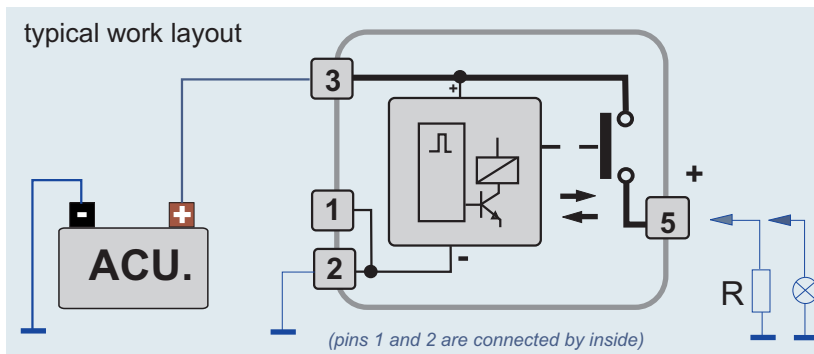 typical work layout
3
+
+
1
5
- +
-
2
ACU.
R
(pins 1 and 2 are connected by inside)